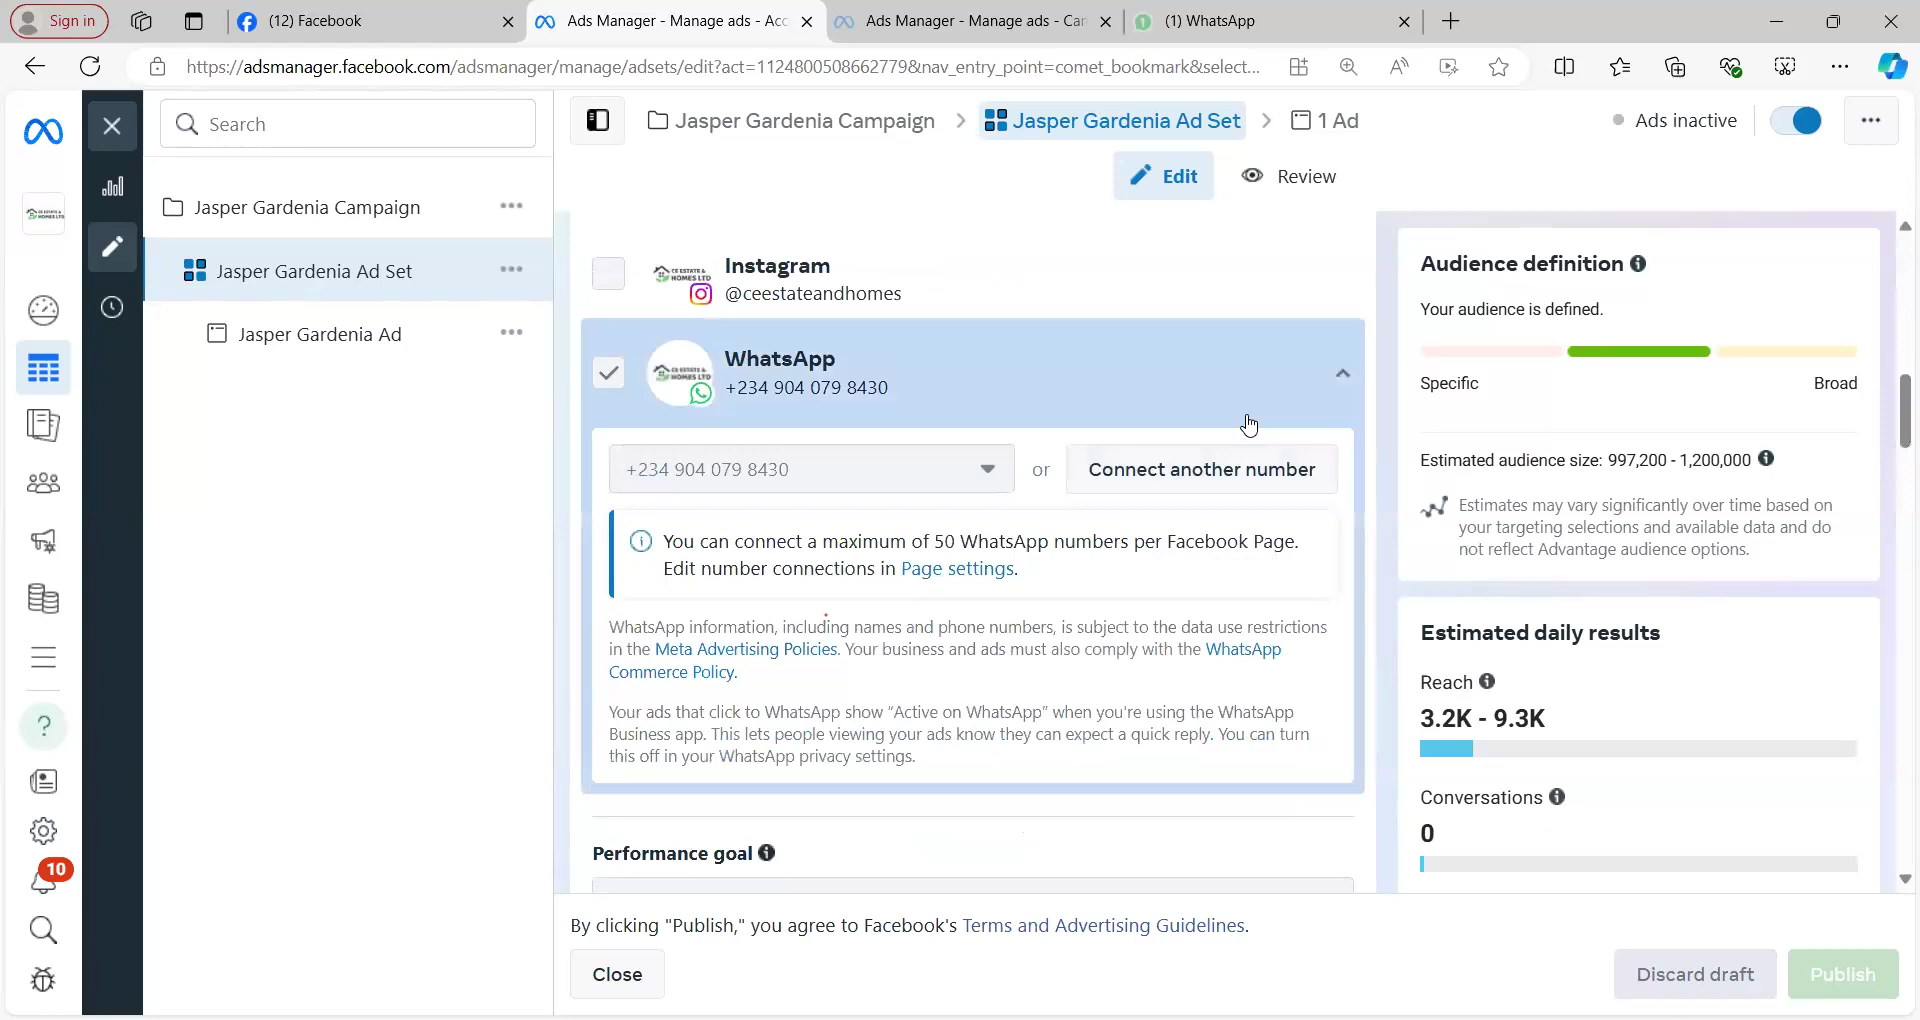 Sign in
(12) Facebook
Ads Manager - Manage ads - Acc
Ads Manager - Manage ads - Can
(1) WhatsApp
https://adsmanager.facebook.com/adsmanager/manage/adsets/edit?act=1124800508662779&nav_entry_point=comet_bookmark&select...
Search
Jasper Gardenia Campaign
Jasper Gardenia Ad Set
1 Ad
Ads inactive
Edit
Review
Jasper Gardenia Campaign
Jasper Gardenia Ad Set
Jasper Gardenia Ad
Instagram
@ceestateandhomes
WhatsApp
+234 904 079 8430
+234 904 079 8430
or
Connect another number
You can connect a maximum of 50 WhatsApp numbers per Facebook Page.
Edit number connections in Page settings.
WhatsApp information, including names and phone numbers, is subject to the data use restrictions
in the Meta Advertising Policies. Your business and ads must also comply with the WhatsApp
Commerce Policy.
Your ads that click to WhatsApp show “Active on WhatsApp” when you're using the WhatsApp
Business app. This lets people viewing your ads know they can expect a quick reply. You can turn
this off in your WhatsApp privacy settings.
Performance goal
Audience definition
Your audience is defined.
Specific
Broad
Estimated audience size: 997,200 - 1,200,000
Estimates may vary significantly over time based on
your targeting selections and available data and do
not reflect Advantage audience options.
Estimated daily results
Reach
3.2K - 9.3K
Conversations
0
10
By clicking "Publish," you agree to Facebook's Terms and Advertising Guidelines.
Close
Discard draft
Publish